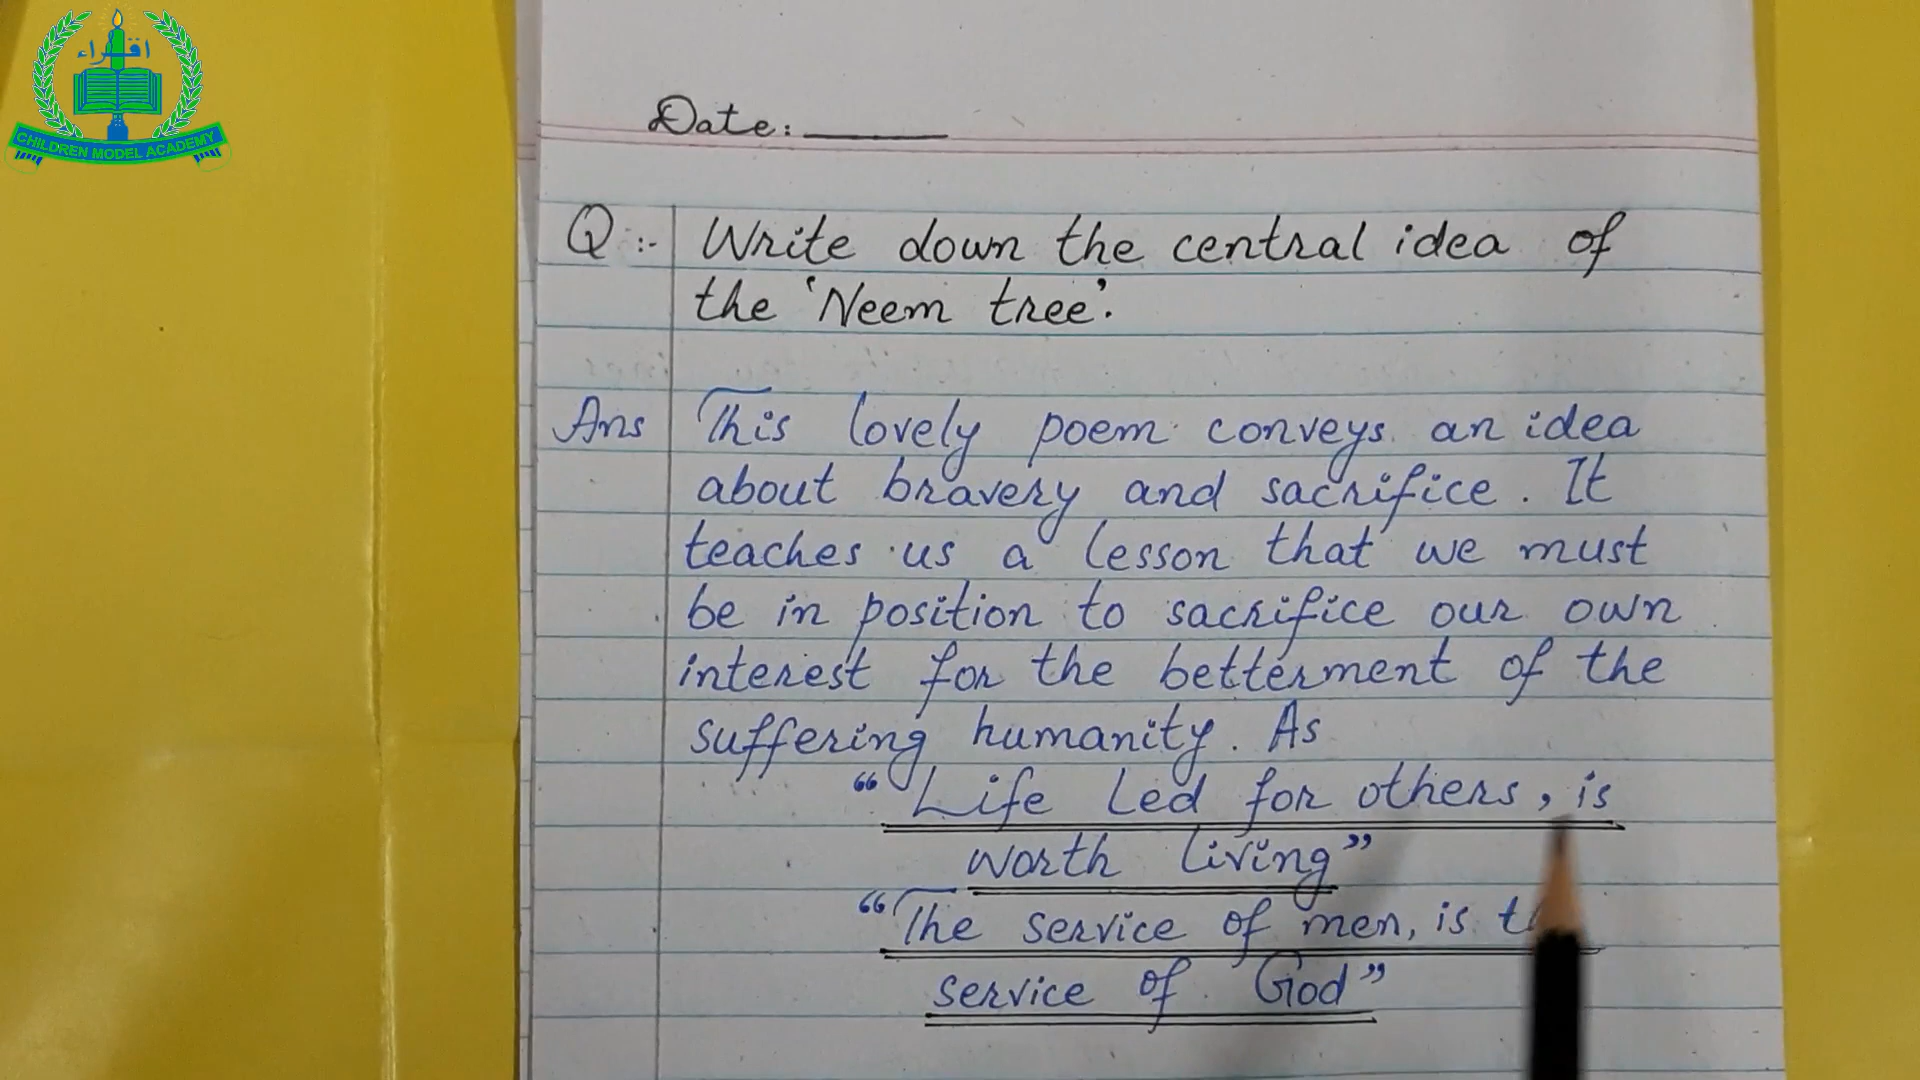 اقراء
CHILDREN MODEL ACADEMY
Date:
Q :- Write down the central idea of
the 'Neem tree'.
Ans This lovely poem conveys an idea
about bravery and sacrifice. It
teaches us a lesson that we must
be in position to sacrifice our own
interest for the betterment of the
suffering humanity. As
“Life Led for others, is
worth living”
“The service of men, is
service of God”